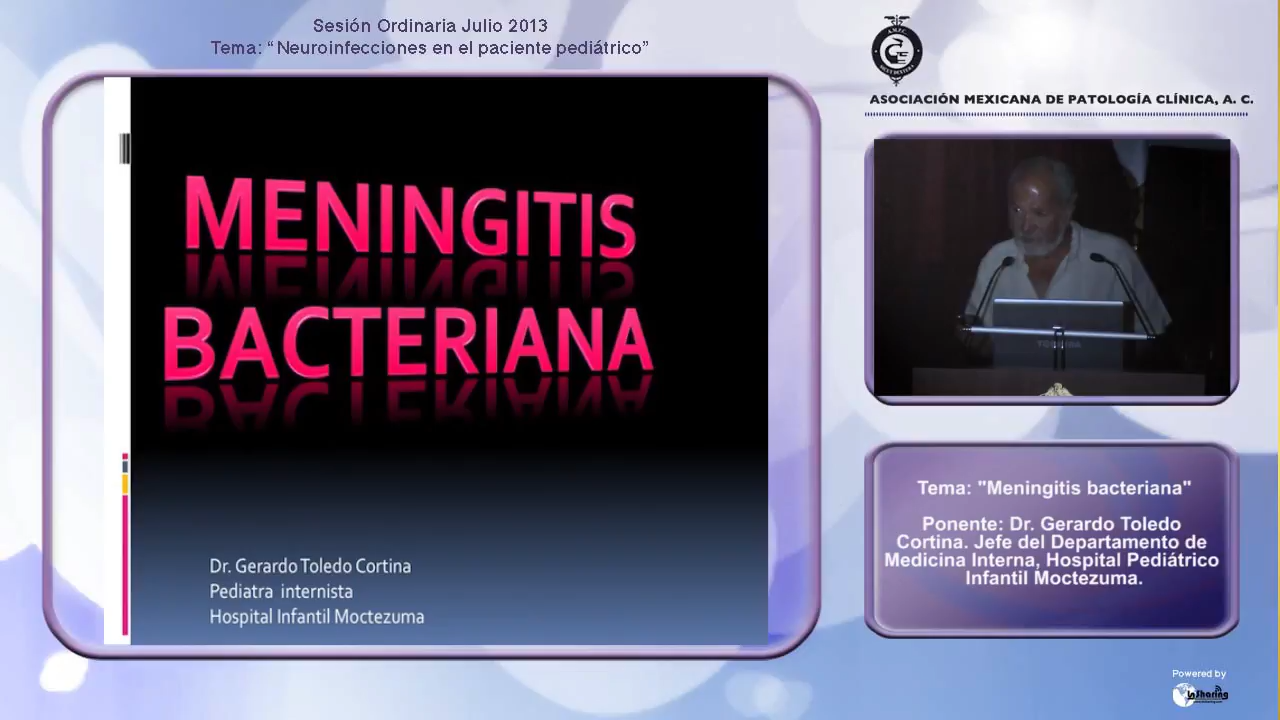 Sesión Ordinaria Julio 2013
Tema: “Neuroinfecciones en el paciente pediátrico”
MENINGITIS
BACTERIANA
Dr. Gerardo Toledo Cortina
Pediatra internista
Hospital Infantil Moctezuma
A.M.P.C.
ASOCIACIÓN MEXICANA DE PATOLOGÍA CLÍNICA, A. C.
TOSHIBA
Tema: "Meningitis bacteriana"
Ponente: Dr. Gerardo Toledo
Cortina. Jefe del Departamento de
Medicina Interna, Hospital Pediátrico
Infantil Moctezuma.
Powered by